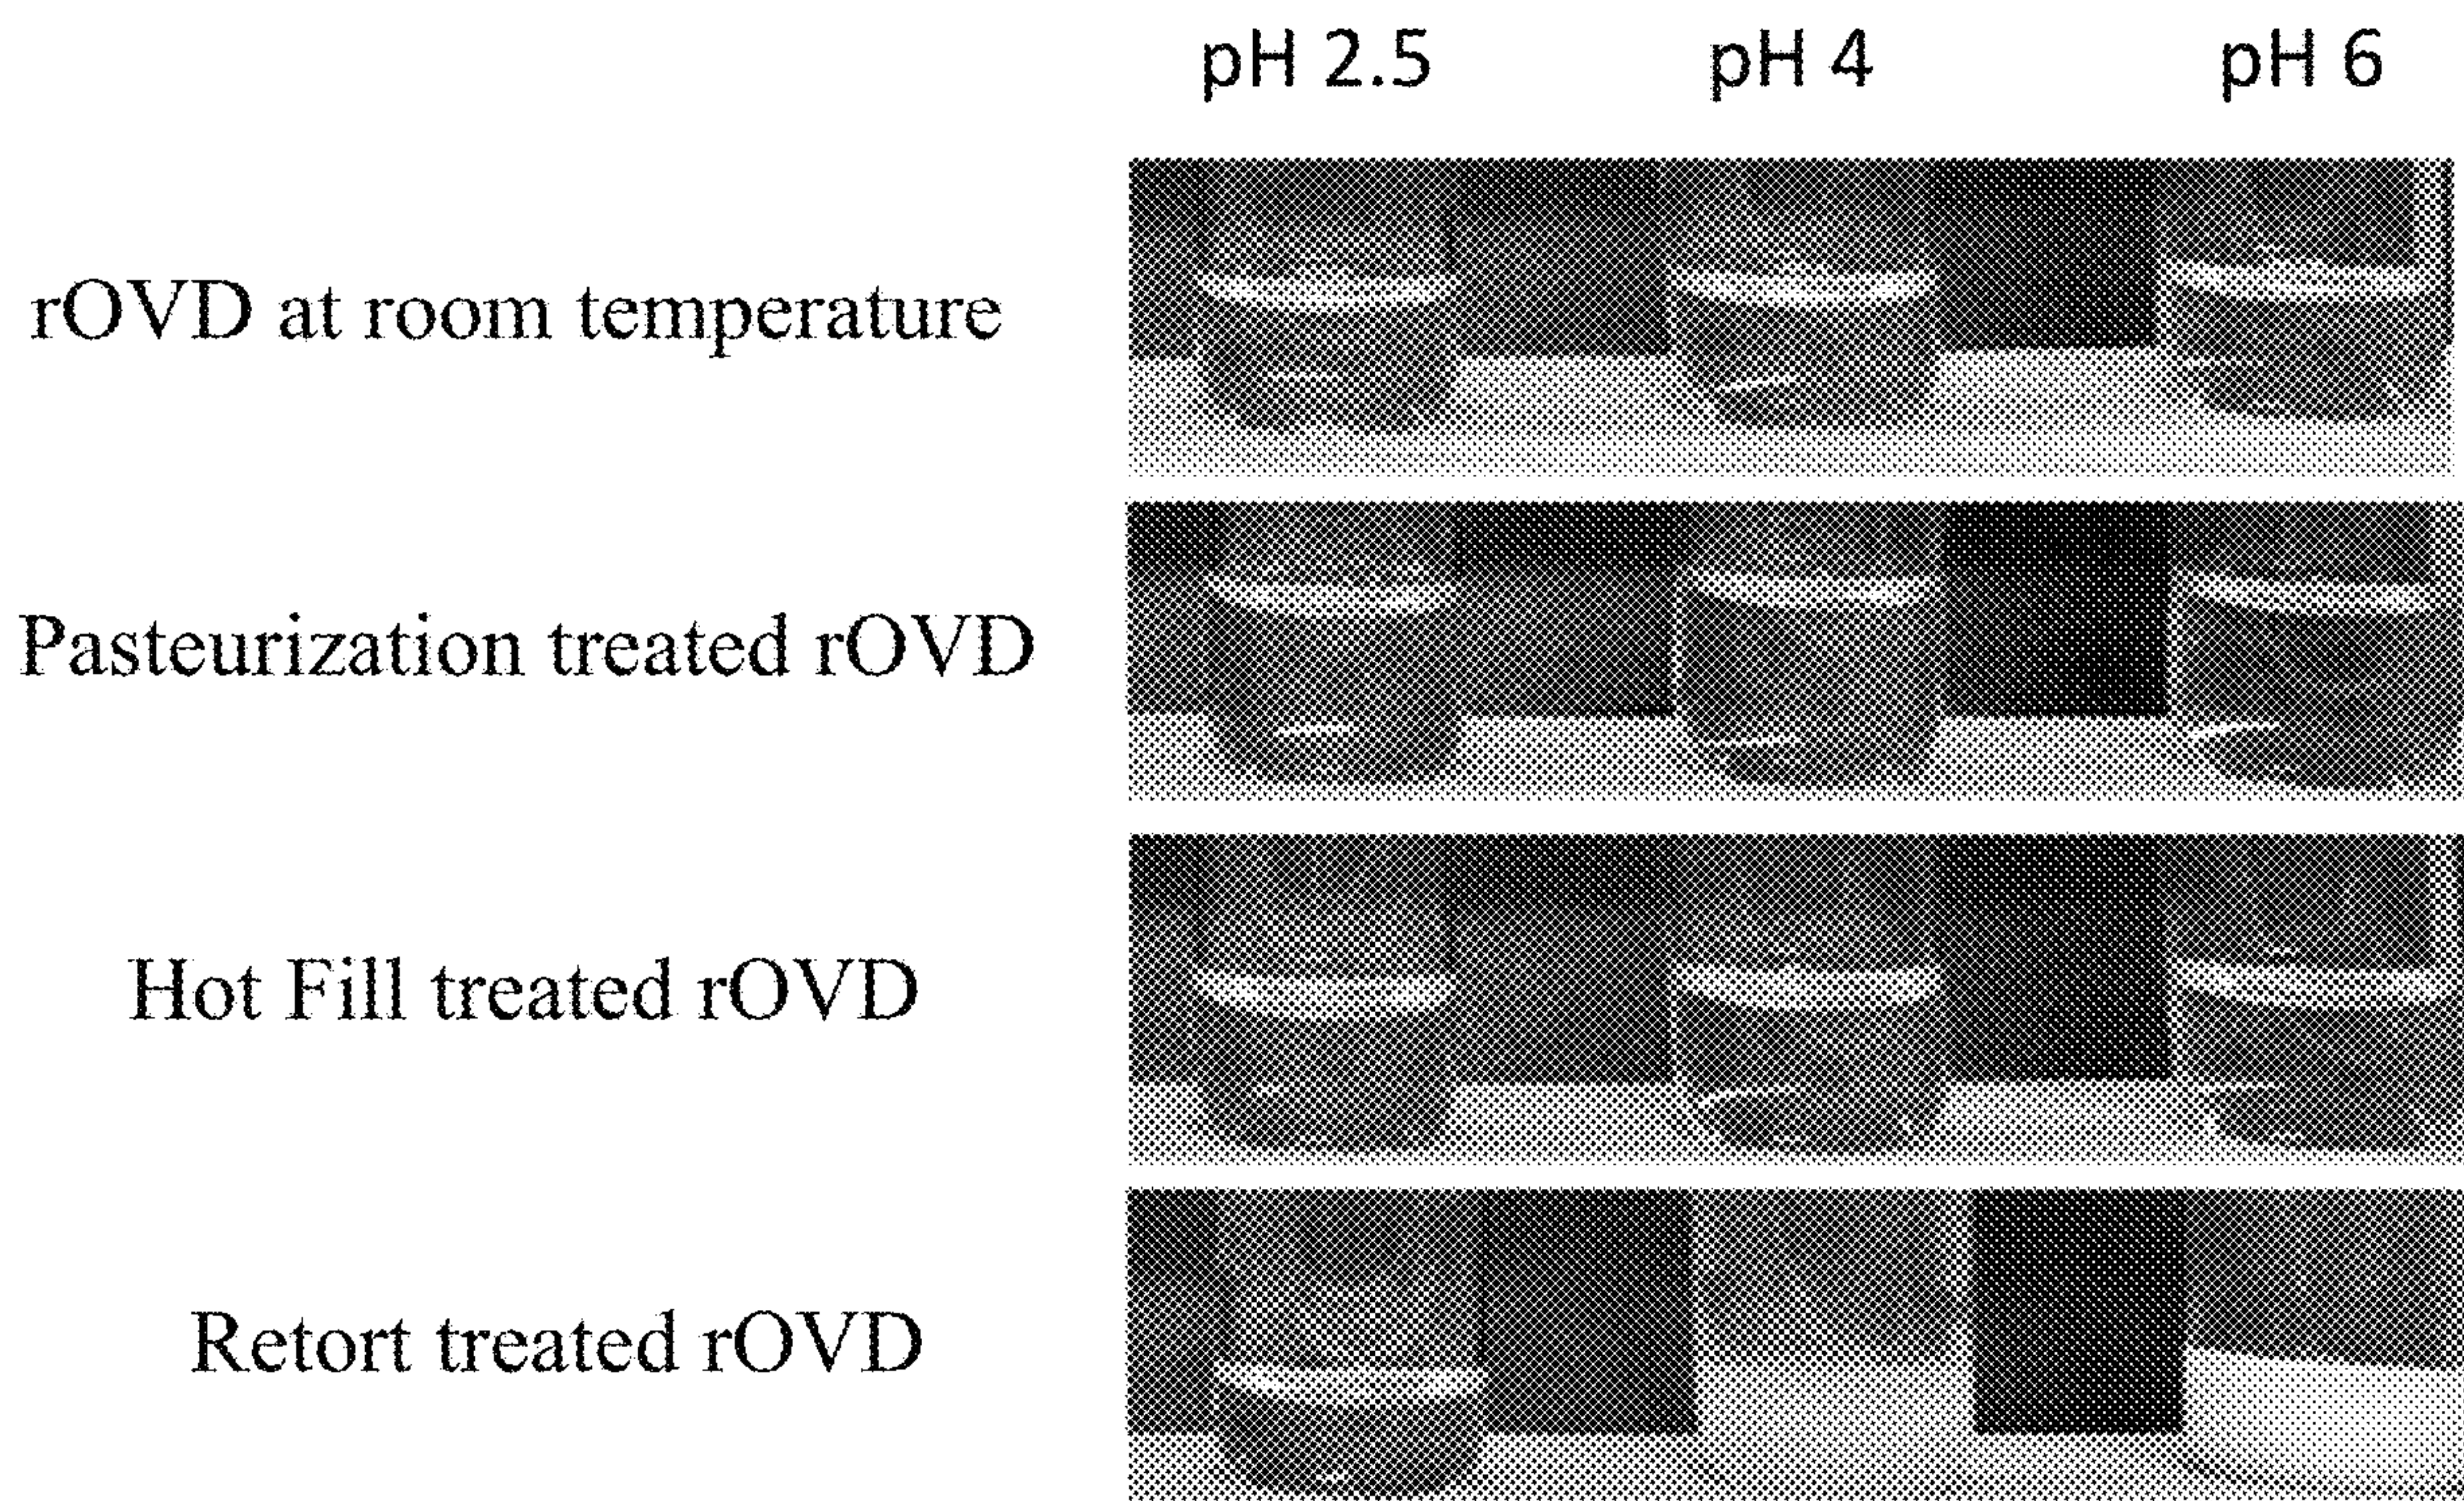 pH 2.5 pH 4 pH 6
rOVD at room temperature
Pasteurization treated rOVD
Hot Fill treated rOVD
Retort treated rOVD